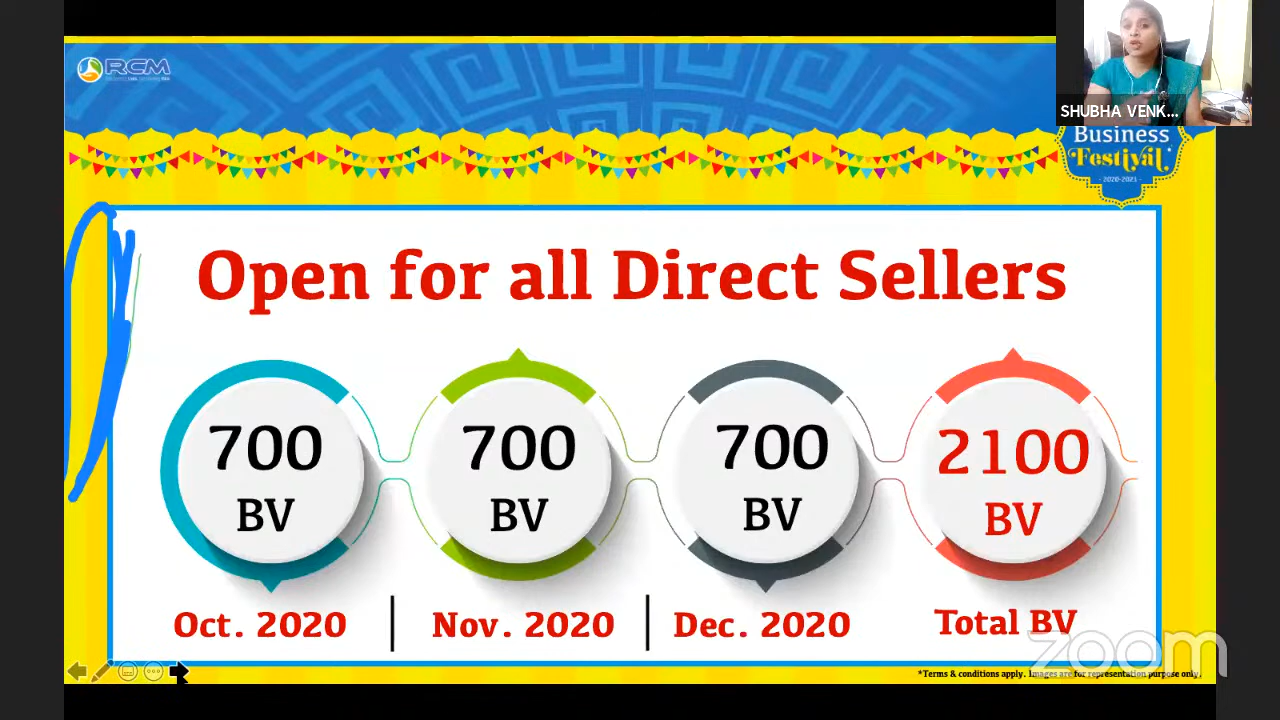 RCM
SHUBHA VENK...
Business
Festival
- 2020-2021 -
Open for all Direct Sellers
700
BV
700
BV
700
BV
2100
BV
Oct. 2020
Nov. 2020
Dec. 2020
Total BV
zoom
*Terms & conditions apply. Images are for representation purpose only.